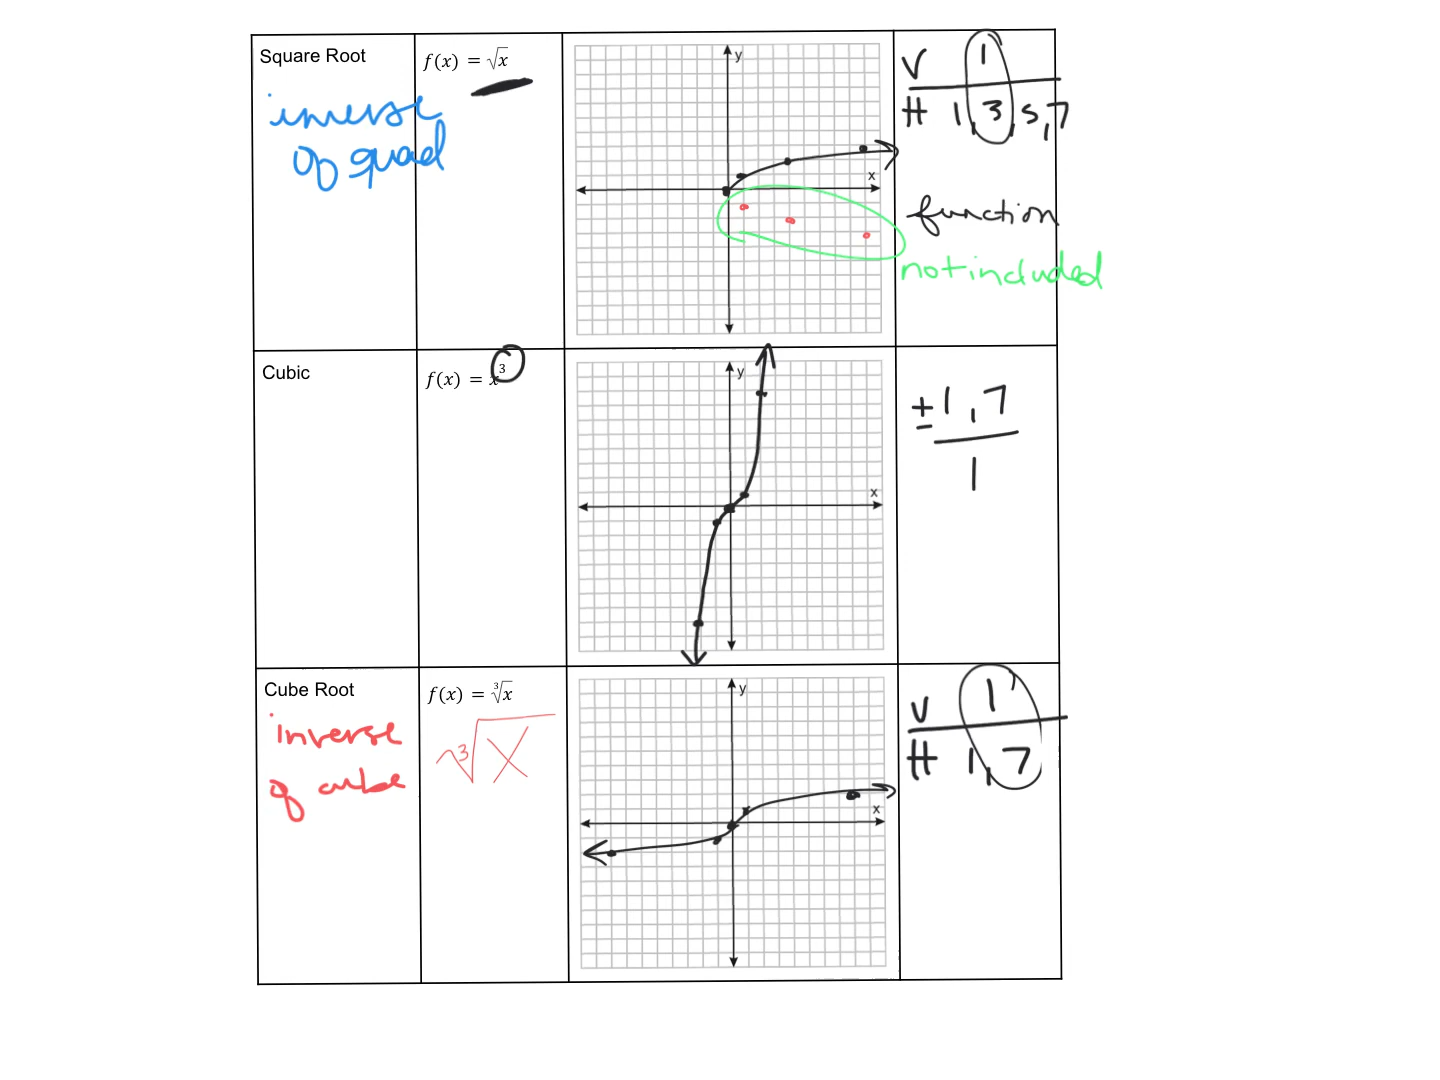 Square Root
f(x) = √x
inverse
of quad
y
x
V 1
H 1, 3, 5, 7
function
not included
Cubic
f(x) = x³
y
x
± 1, 7
1
Cube Root
f(x) = ∛x
inverse
of cube
∛X
y
x
V 1
H 1, 7